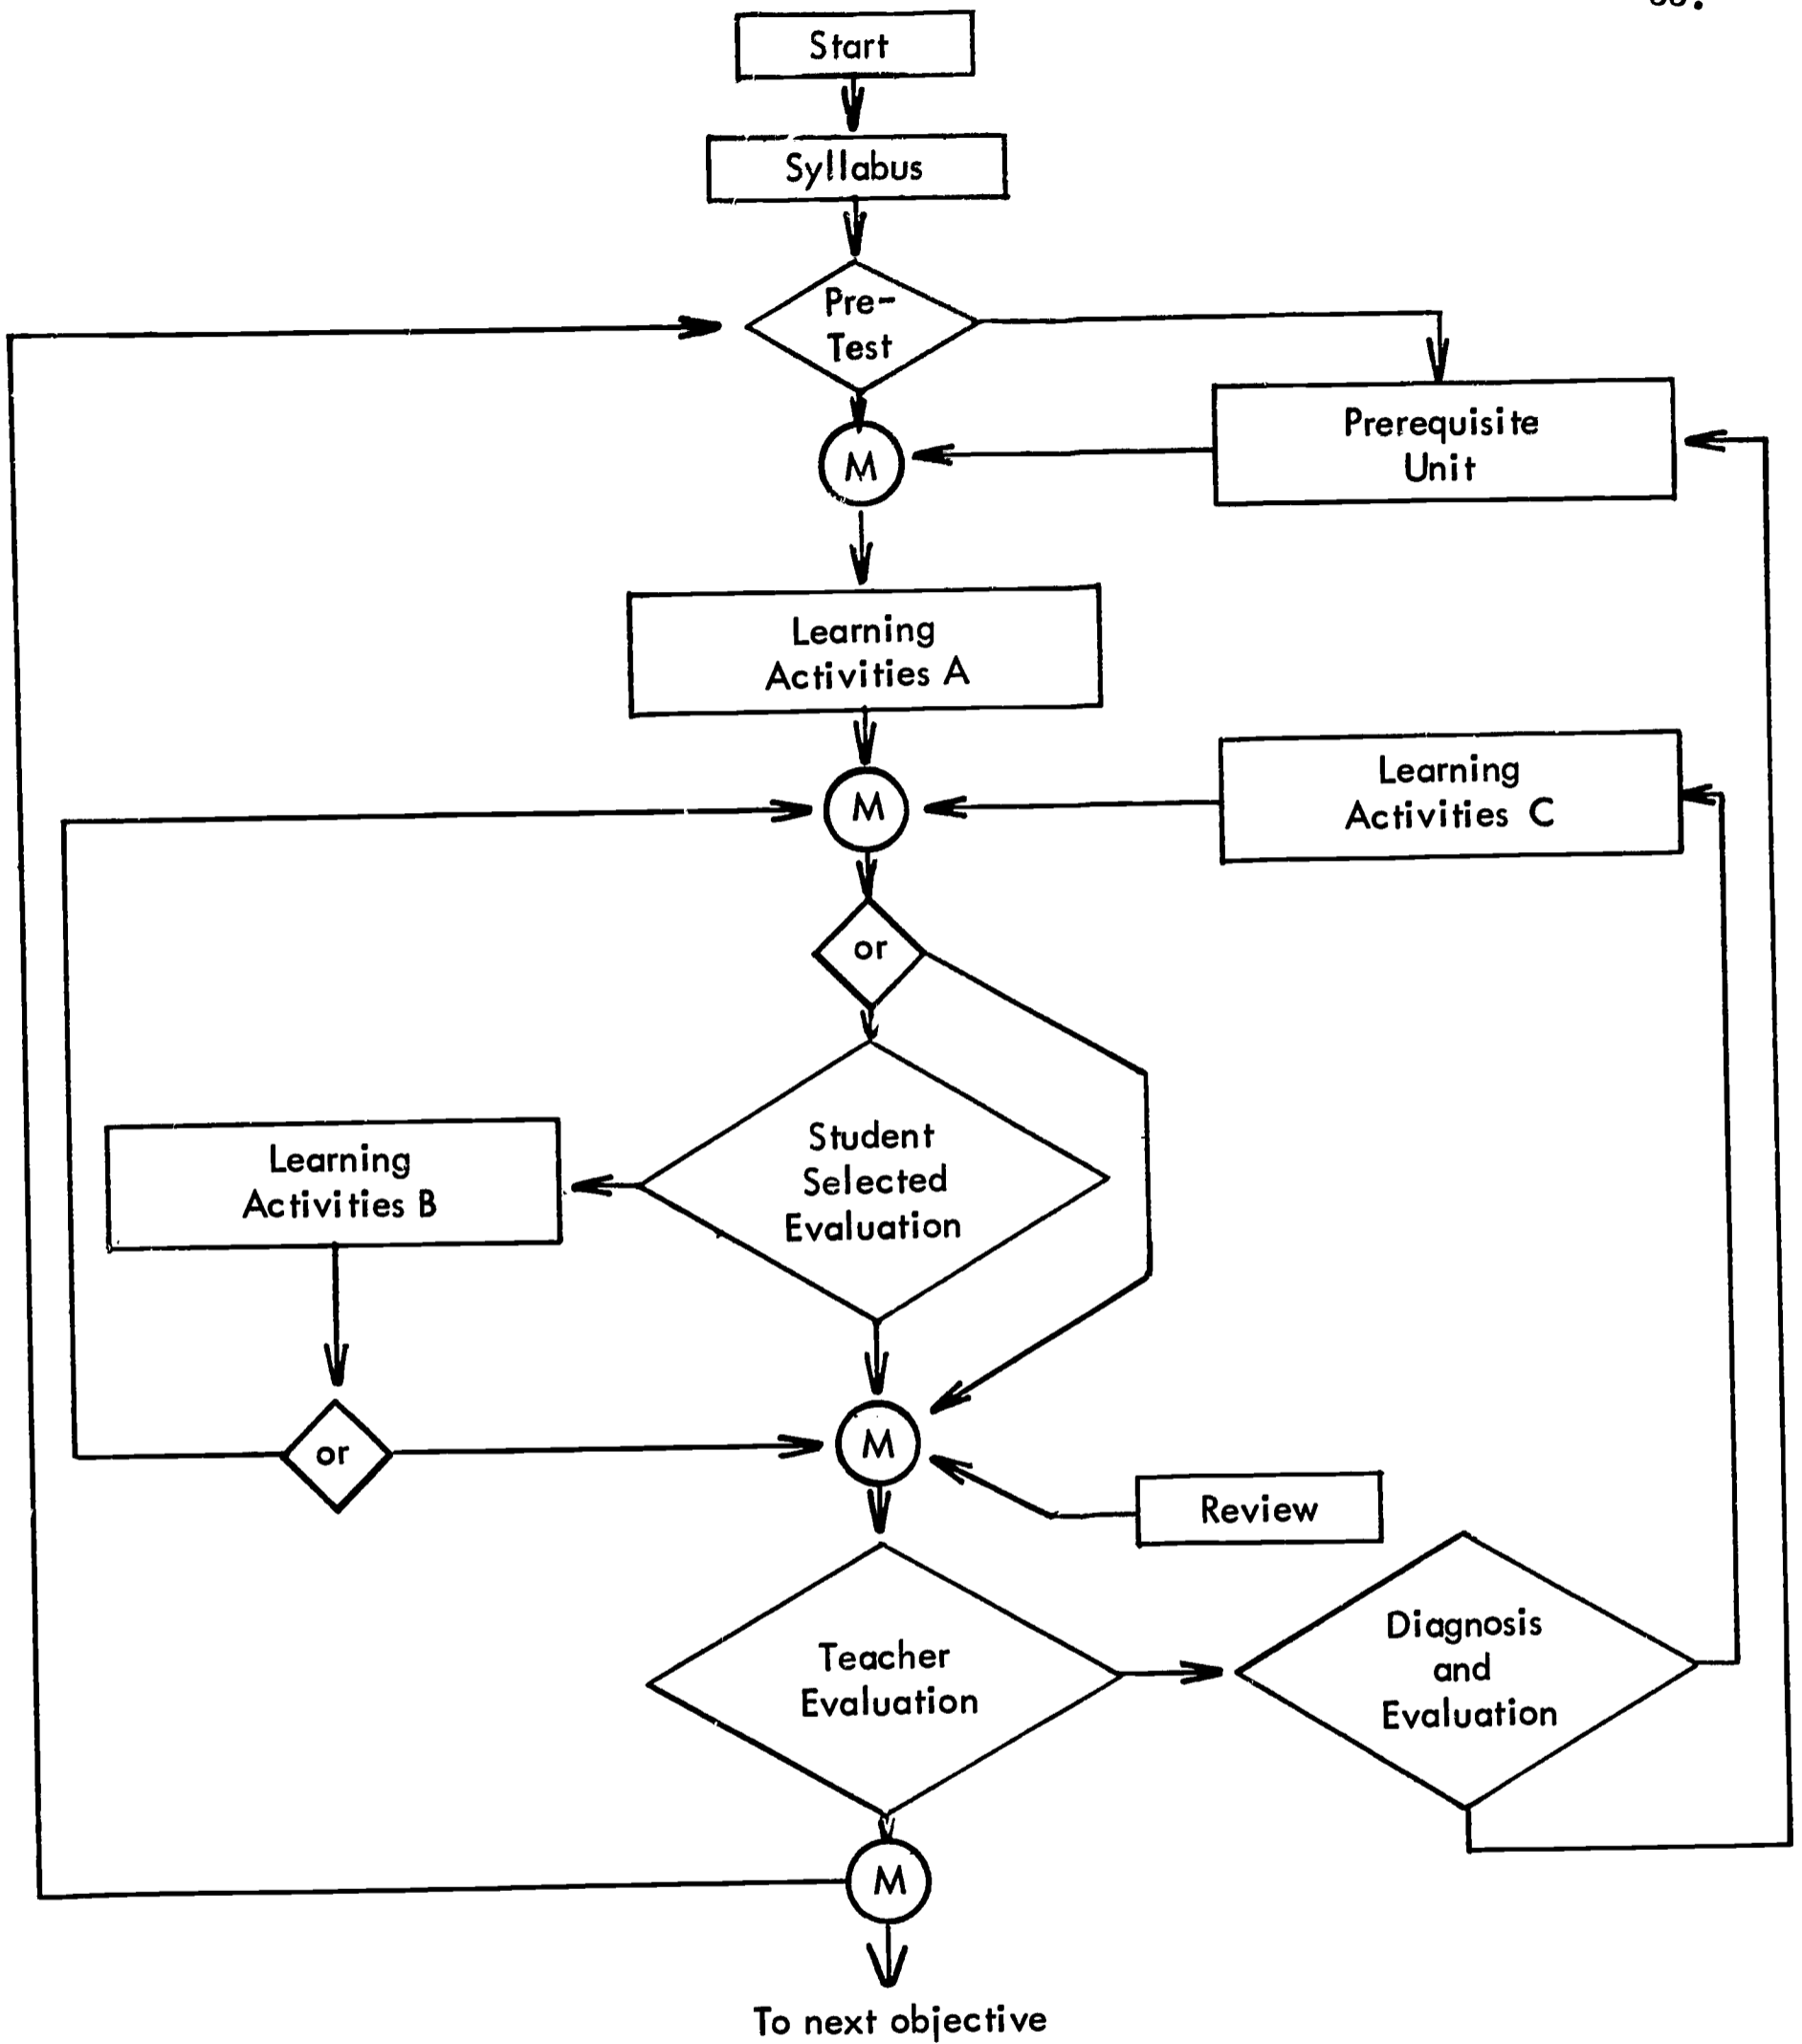 Start
Syllabus
Pre-
Test
M
Prerequisite
Unit
Learning
Activities A
M
Learning
Activities C
or
Student
Selected
Evaluation
Learning
Activities B
or
M
Review
Teacher
Evaluation
Diagnosis
and
Evaluation
M
To next objective